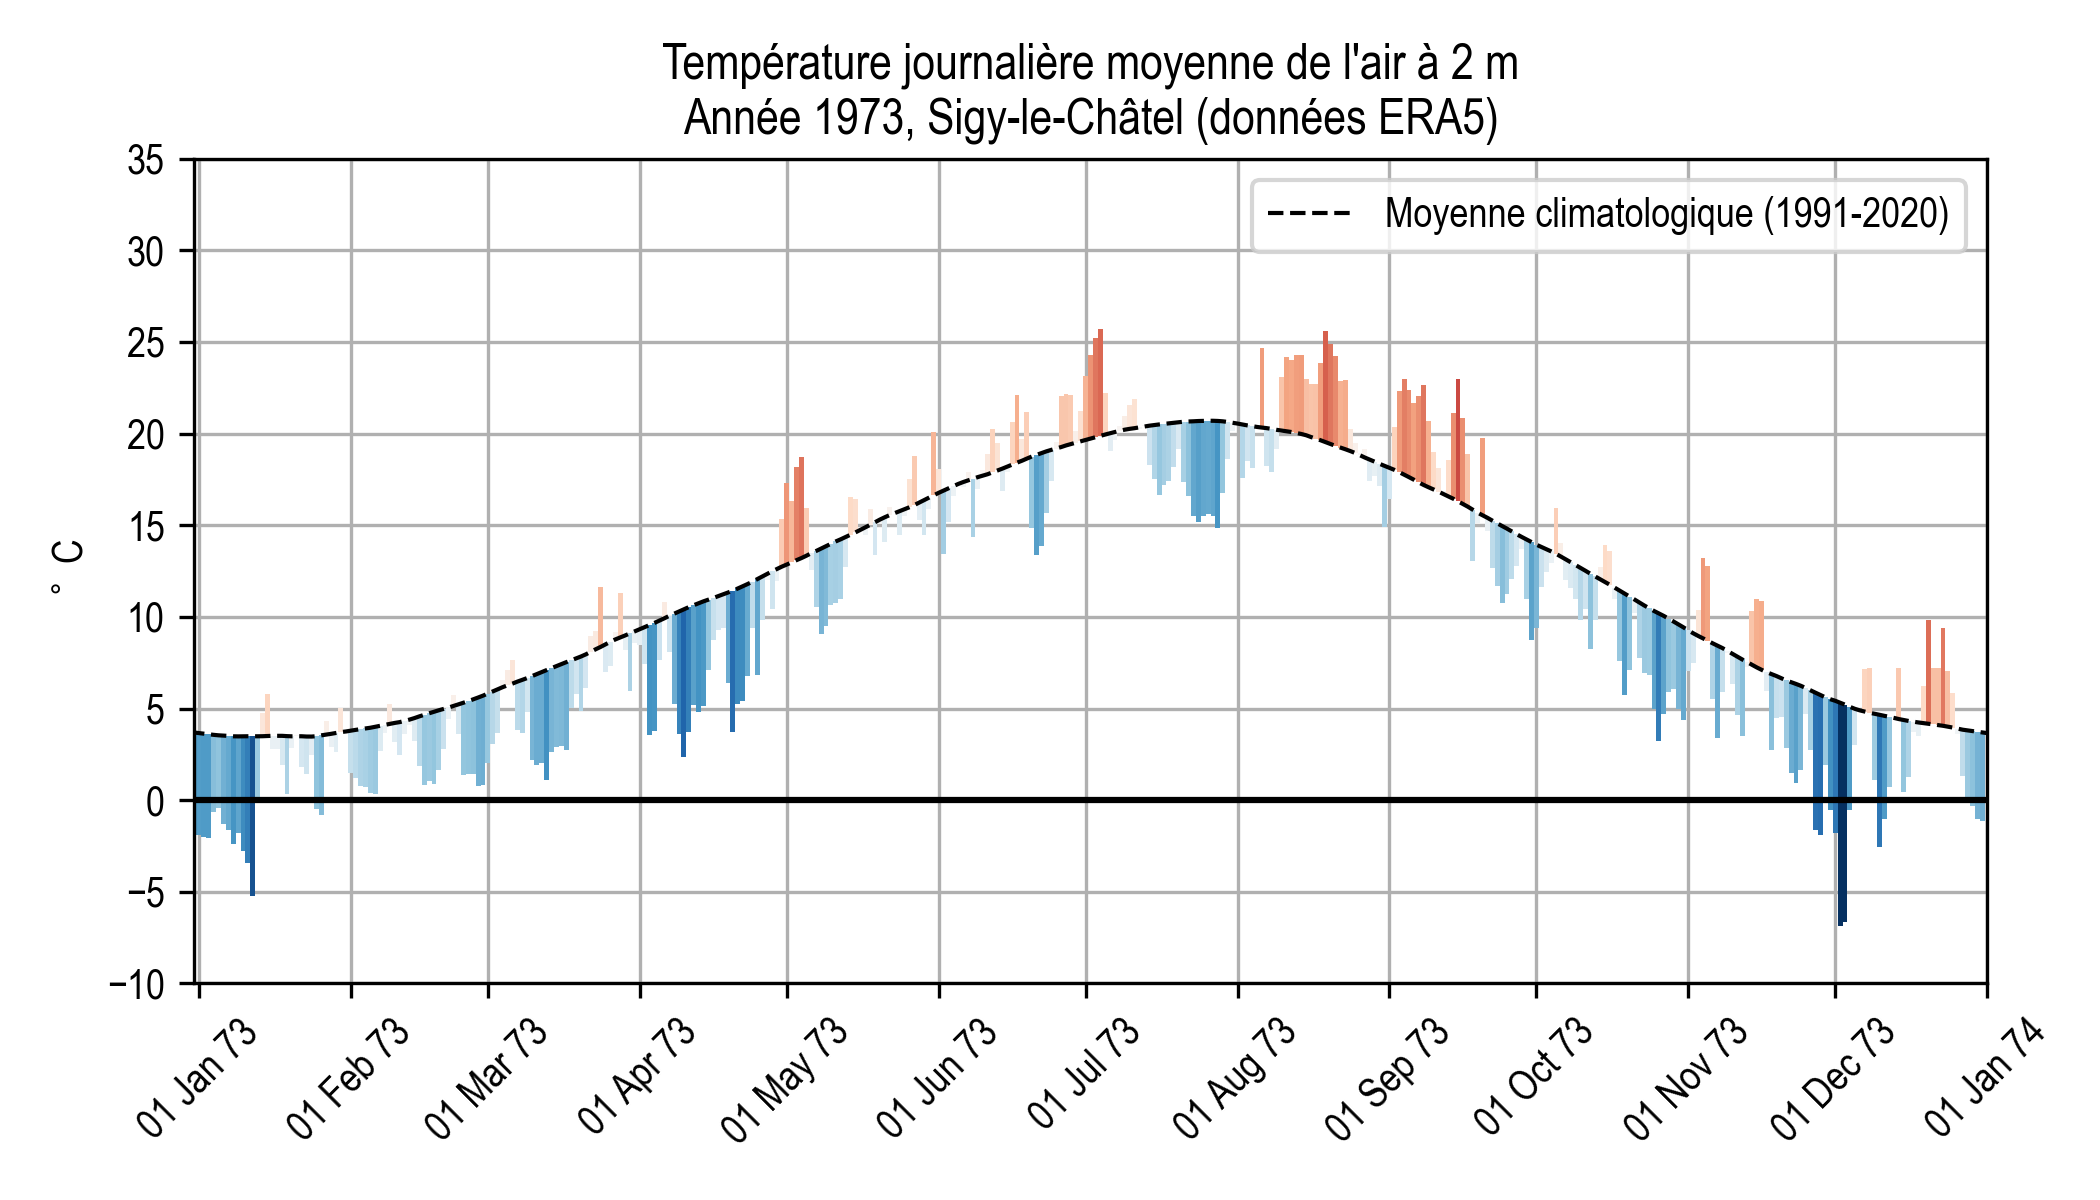 Température journalière moyenne de l'air à 2 m
Année 1973, Sigy-le-Châtel (données ERA5)
Moyenne climatologique (1991-2020)
35
30
25
20
15
10
5
0
−5
−10
° C
01 Jan 73
01 Feb 73
01 Mar 73
01 Apr 73
01 May 73
01 Jun 73
01 Jul 73
01 Aug 73
01 Sep 73
01 Oct 73
01 Nov 73
01 Dec 73
01 Jan 74